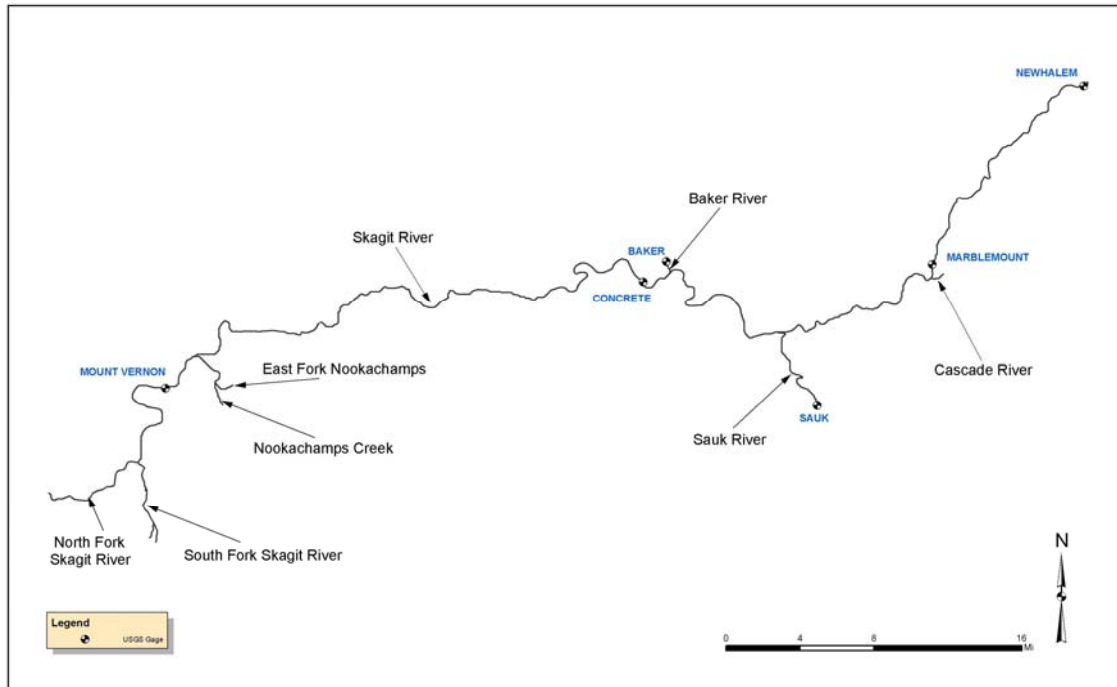 NEWHALEM
Baker River
Skagit River
BAKER
MARBLEMOUNT
CONCRETE
MOUNT VERNON
East Fork Nookachamps
Cascade River
SAUK
Sauk River
Nookachamps Creek
North Fork
Skagit River
South Fork Skagit River
N
Legend
USGS Gage
0 4 8 16
Mi